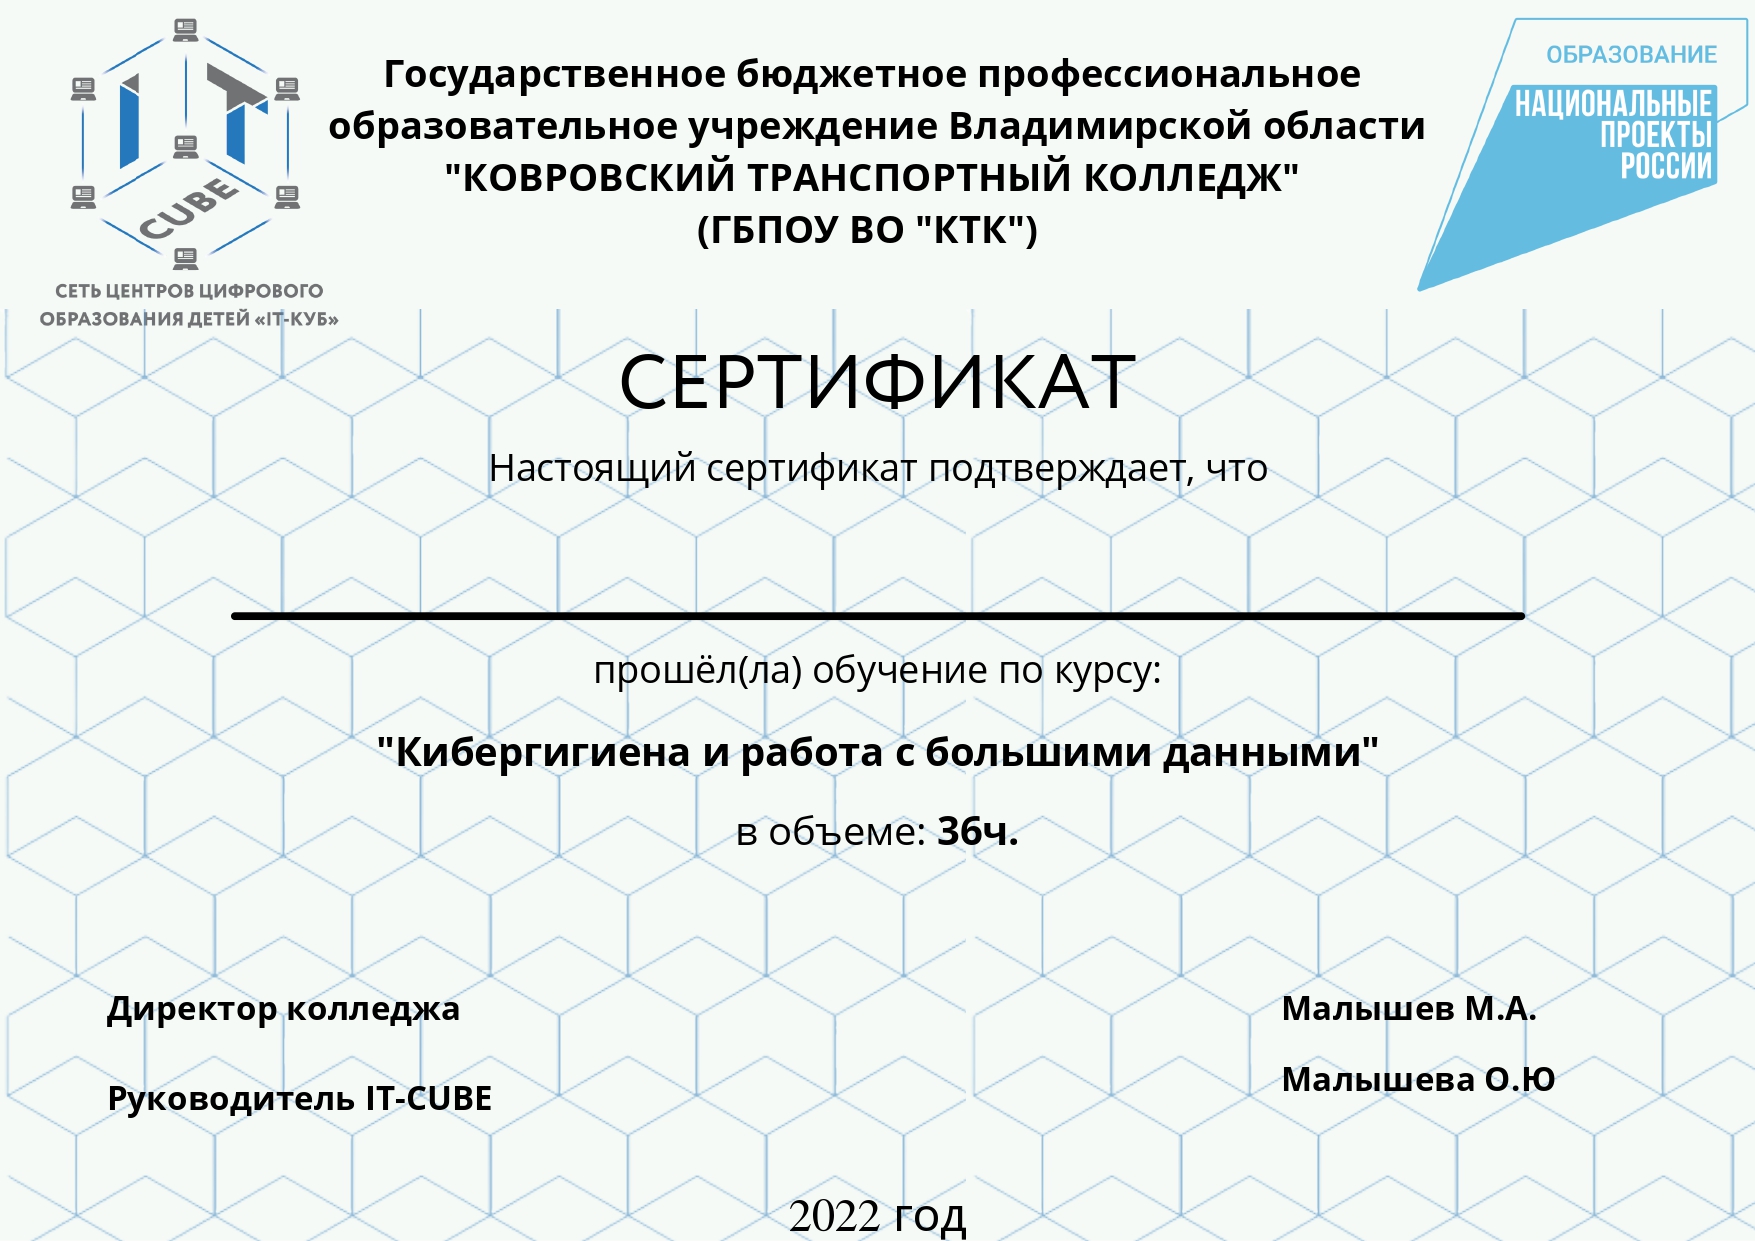 IT
CUBE
СЕТЬ ЦЕНТРОВ ЦИФРОВОГО
ОБРАЗОВАНИЯ ДЕТЕЙ «IT-КУБ»
Государственное бюджетное профессиональное
образовательное учреждение Владимирской области
"КОВРОВСКИЙ ТРАНСПОРТНЫЙ КОЛЛЕДЖ"
(ГБПОУ ВО "КТК")
ОБРАЗОВАНИЕ
НАЦИОНАЛЬНЫЕ
ПРОЕКТЫ
РОССИИ
СЕРТИФИКАТ
Настоящий сертификат подтверждает, что
прошёл(ла) обучение по курсу:
"Кибергигиена и работа с большими данными"
в объеме: 36ч.
Директор колледжа
Малышев М.А.
Руководитель IT-CUBE
Малышева О.Ю
2022 год